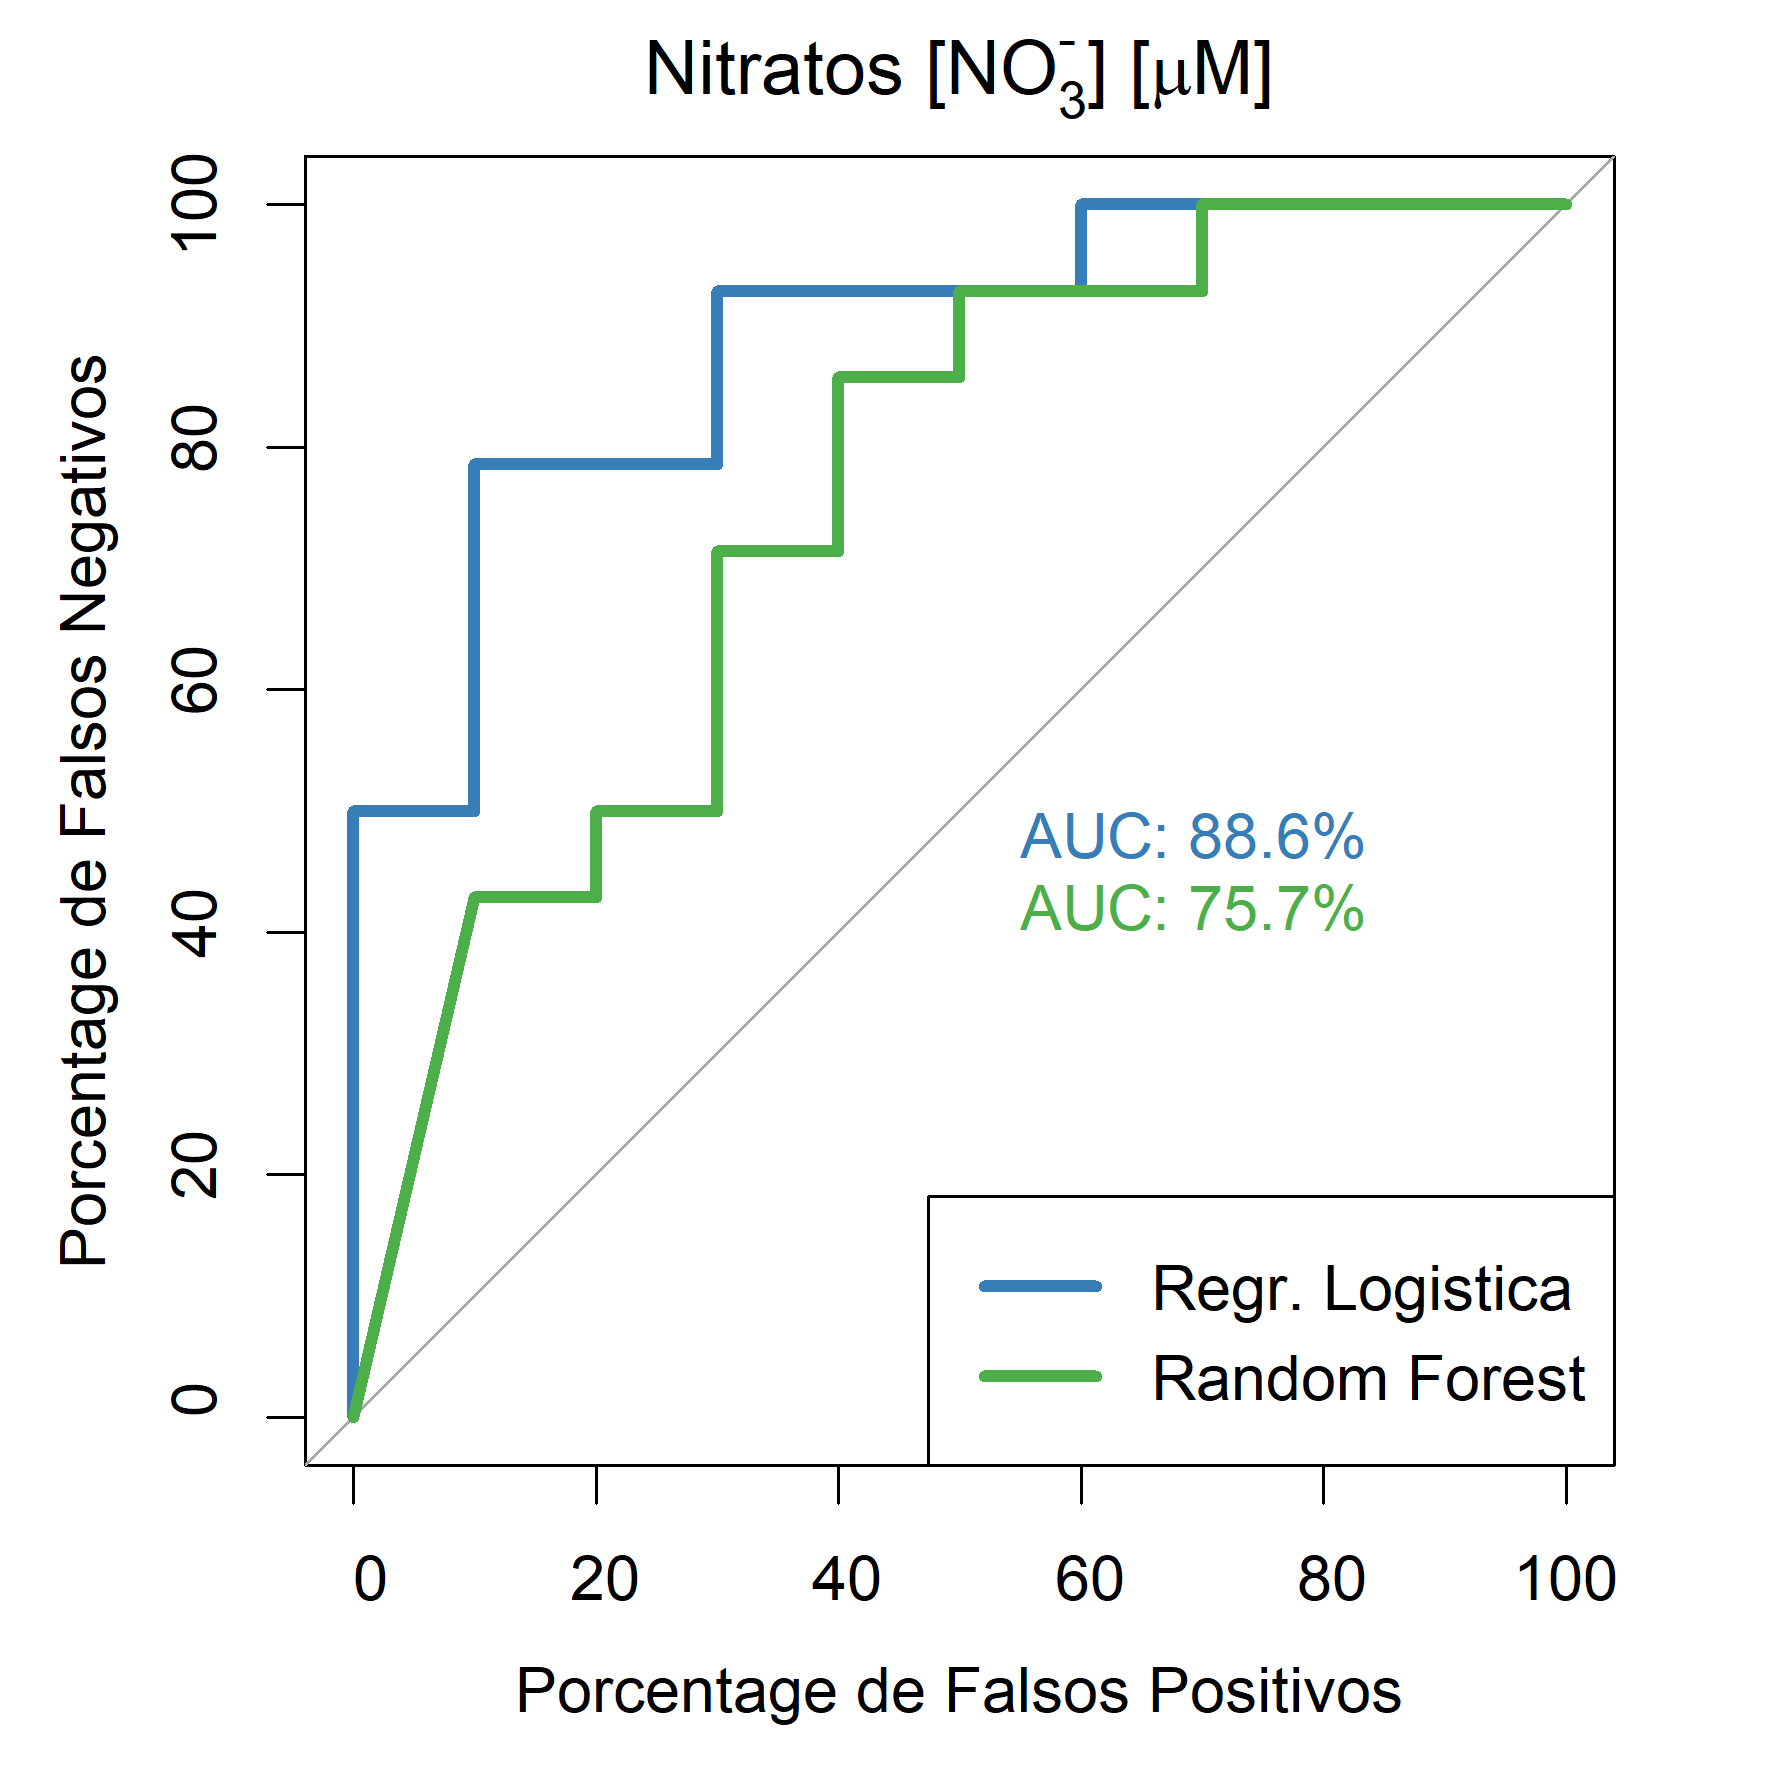 Nitratos [NO₃⁻] [μM]
100
80
60
40
20
0
Porcentage de Falsos Negativos
AUC: 88.6%
AUC: 75.7%
Regr. Logistica
Random Forest
0 20 40 60 80 100
Porcentage de Falsos Positivos